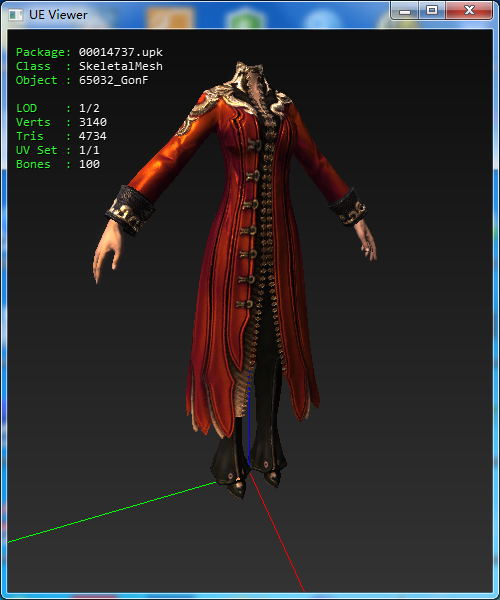 UE Viewer
Package: 00014737.upk
Class  : SkeletalMesh
Object : 65032_GonF
LOD    : 1/2
Verts  : 3140
Tris   : 4734
UV Set : 1/1
Bones  : 100